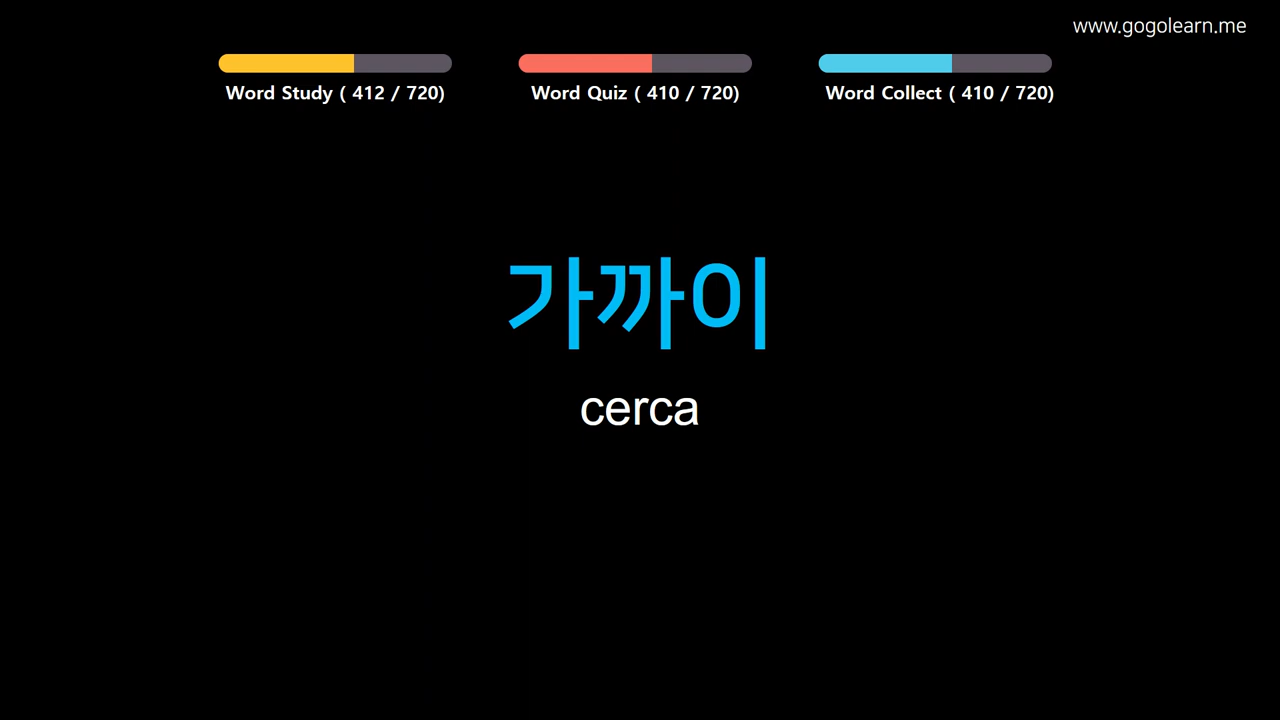 www.gogolearn.me
Word Study ( 412 / 720)
Word Quiz ( 410 / 720)
Word Collect ( 410 / 720)
가까이
cerca